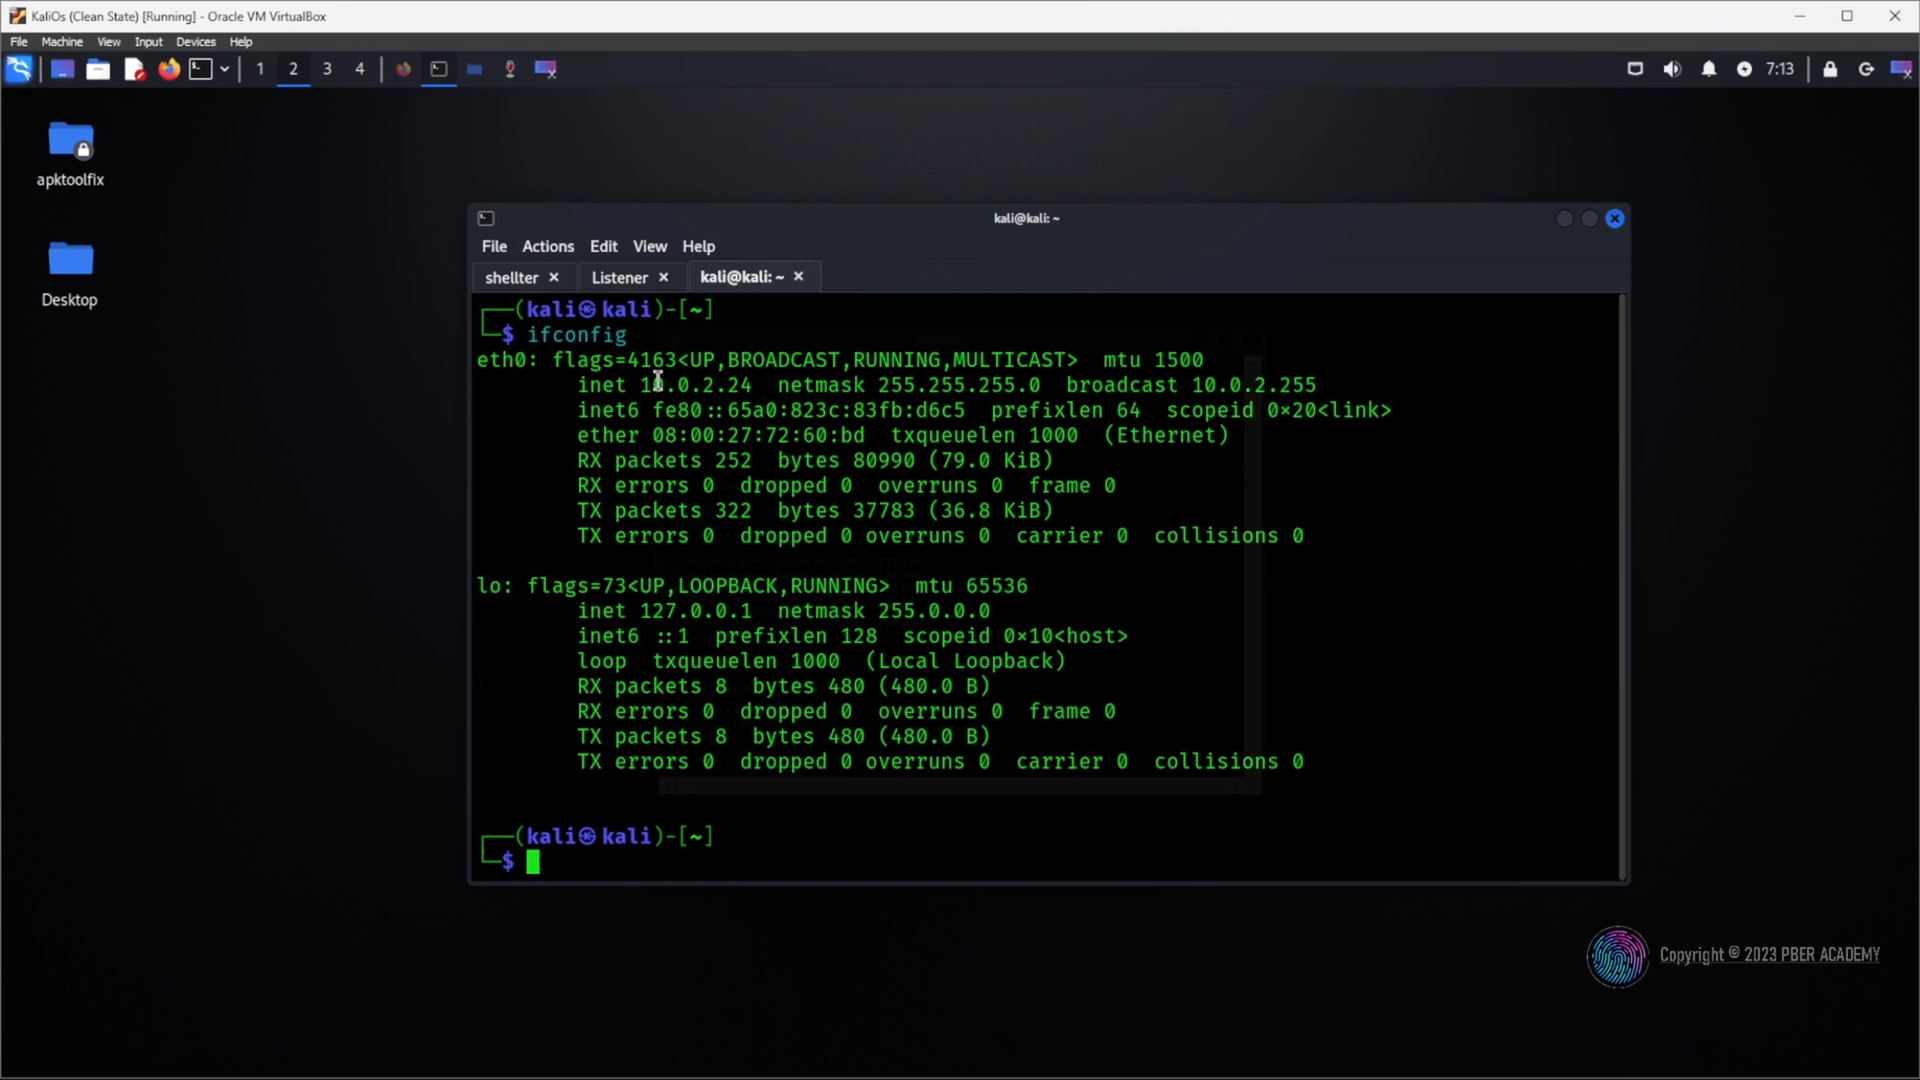 KaliOs (Clean State) [Running] - Oracle VM VirtualBox
File Machine View Input Devices Help
1 2 3 4 7:13
apktoolfix
Desktop
kali@kali: ~
File Actions Edit View Help
shellter Listener kali@kali: ~
(kali㉿kali)-[~]
$ ifconfig
eth0: flags=4163<UP,BROADCAST,RUNNING,MULTICAST> mtu 1500
inet 10.0.2.24 netmask 255.255.255.0 broadcast 10.0.2.255
inet6 fe80::65a0:823c:83fb:d6c5 prefixlen 64 scopeid 0×20<link>
ether 08:00:27:72:60:bd txqueuelen 1000 (Ethernet)
RX packets 252 bytes 80990 (79.0 KiB)
RX errors 0 dropped 0 overruns 0 frame 0
TX packets 322 bytes 37783 (36.8 KiB)
TX errors 0 dropped 0 overruns 0 carrier 0 collisions 0
lo: flags=73<UP,LOOPBACK,RUNNING> mtu 65536
inet 127.0.0.1 netmask 255.0.0.0
inet6 ::1 prefixlen 128 scopeid 0×10<host>
loop txqueuelen 1000 (Local Loopback)
RX packets 8 bytes 480 (480.0 B)
RX errors 0 dropped 0 overruns 0 frame 0
TX packets 8 bytes 480 (480.0 B)
TX errors 0 dropped 0 overruns 0 carrier 0 collisions 0
(kali㉿kali)-[~]
$
Copyright © 2023 PBER ACADEMY